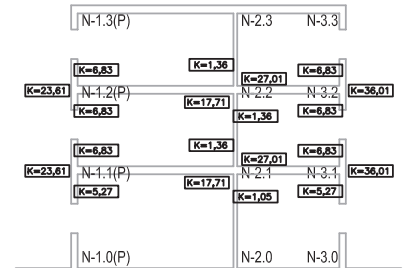 N-1.3(P) N-2.3 N-3.3
K=6,83 K=1,36 K=27,01 K=6,83
K=23,61 N-1.2(P) K=17,71 N-2.2 N-3.2 K=36,01
K=6,83 K=1,36 K=6,83
K=6,83 K=1,36 K=27,01 K=6,83
K=23,61 N-1.1(P) K=17,71 N-2.1 N-3.1 K=36,01
K=5,27 K=1,05 K=5,27
N-1.0(P) N-2.0 N-3.0